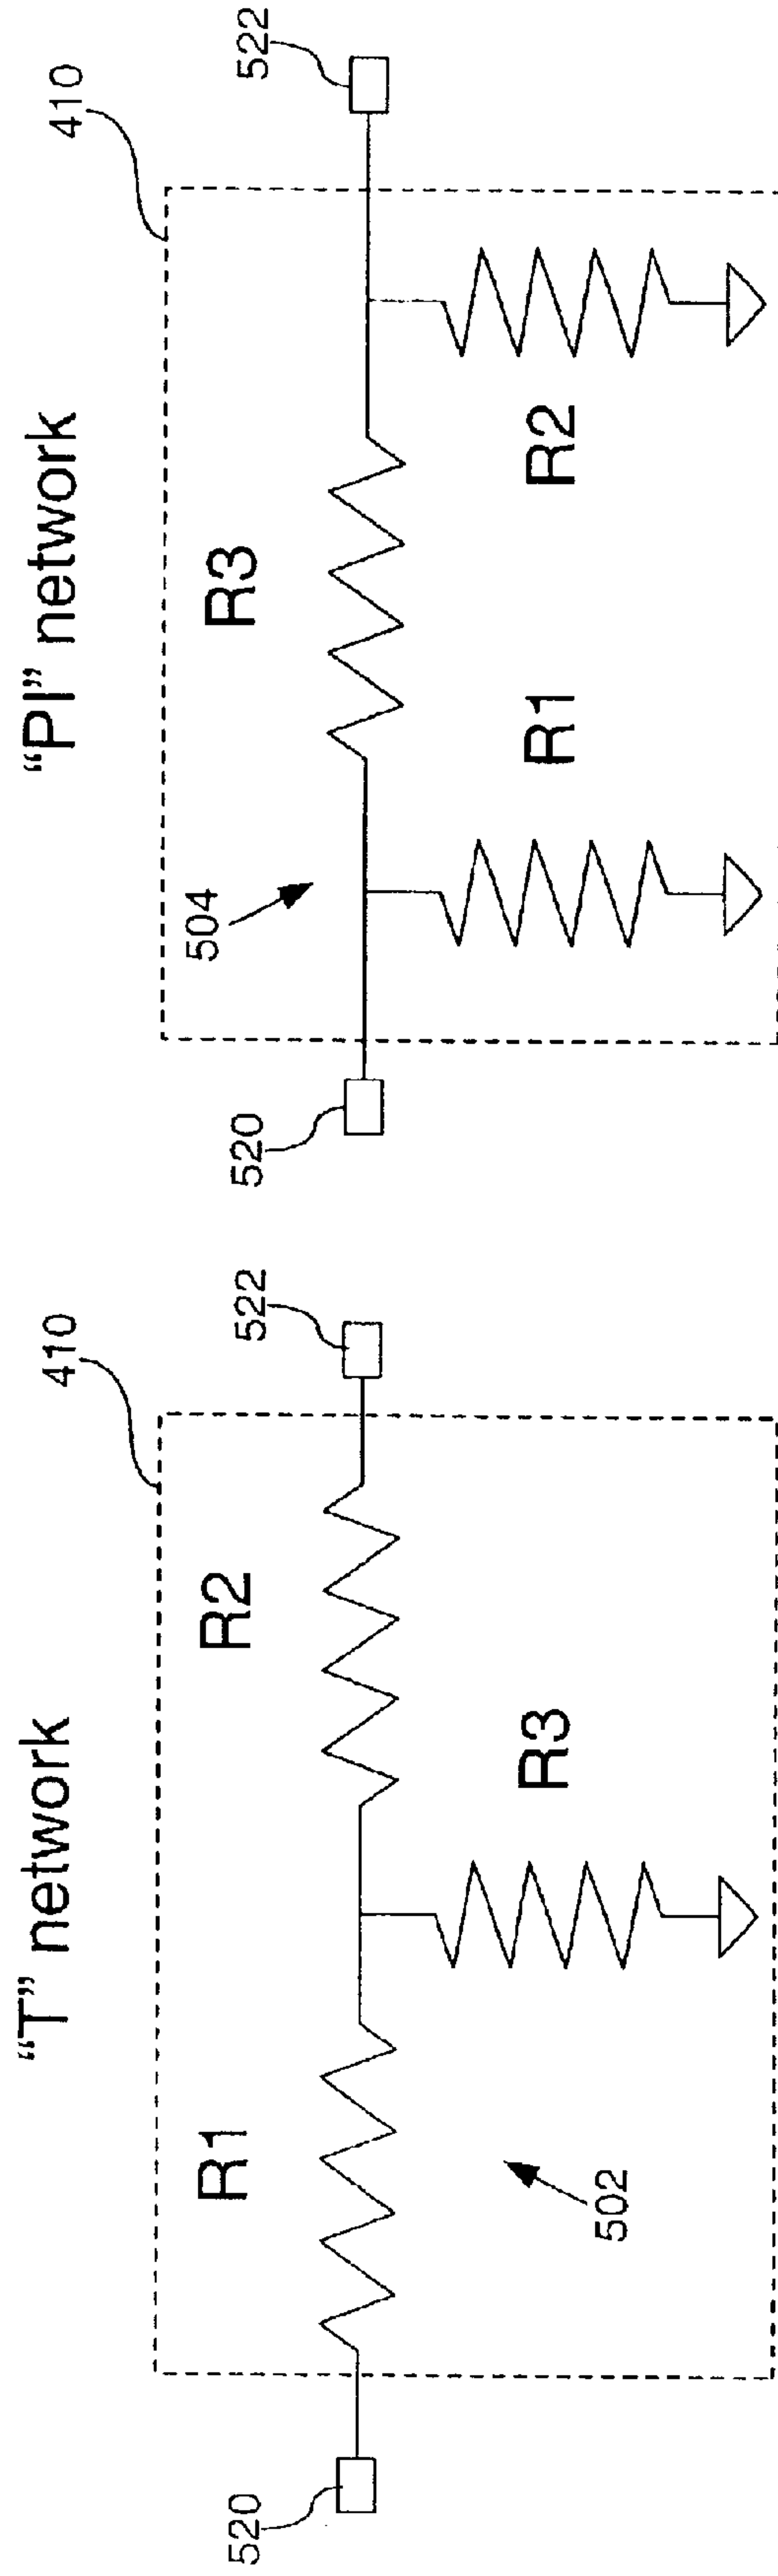 “T” network
410
R1
R2
520
522
R3
502
“PI” network
410
R3
504
520
522
R1
R2